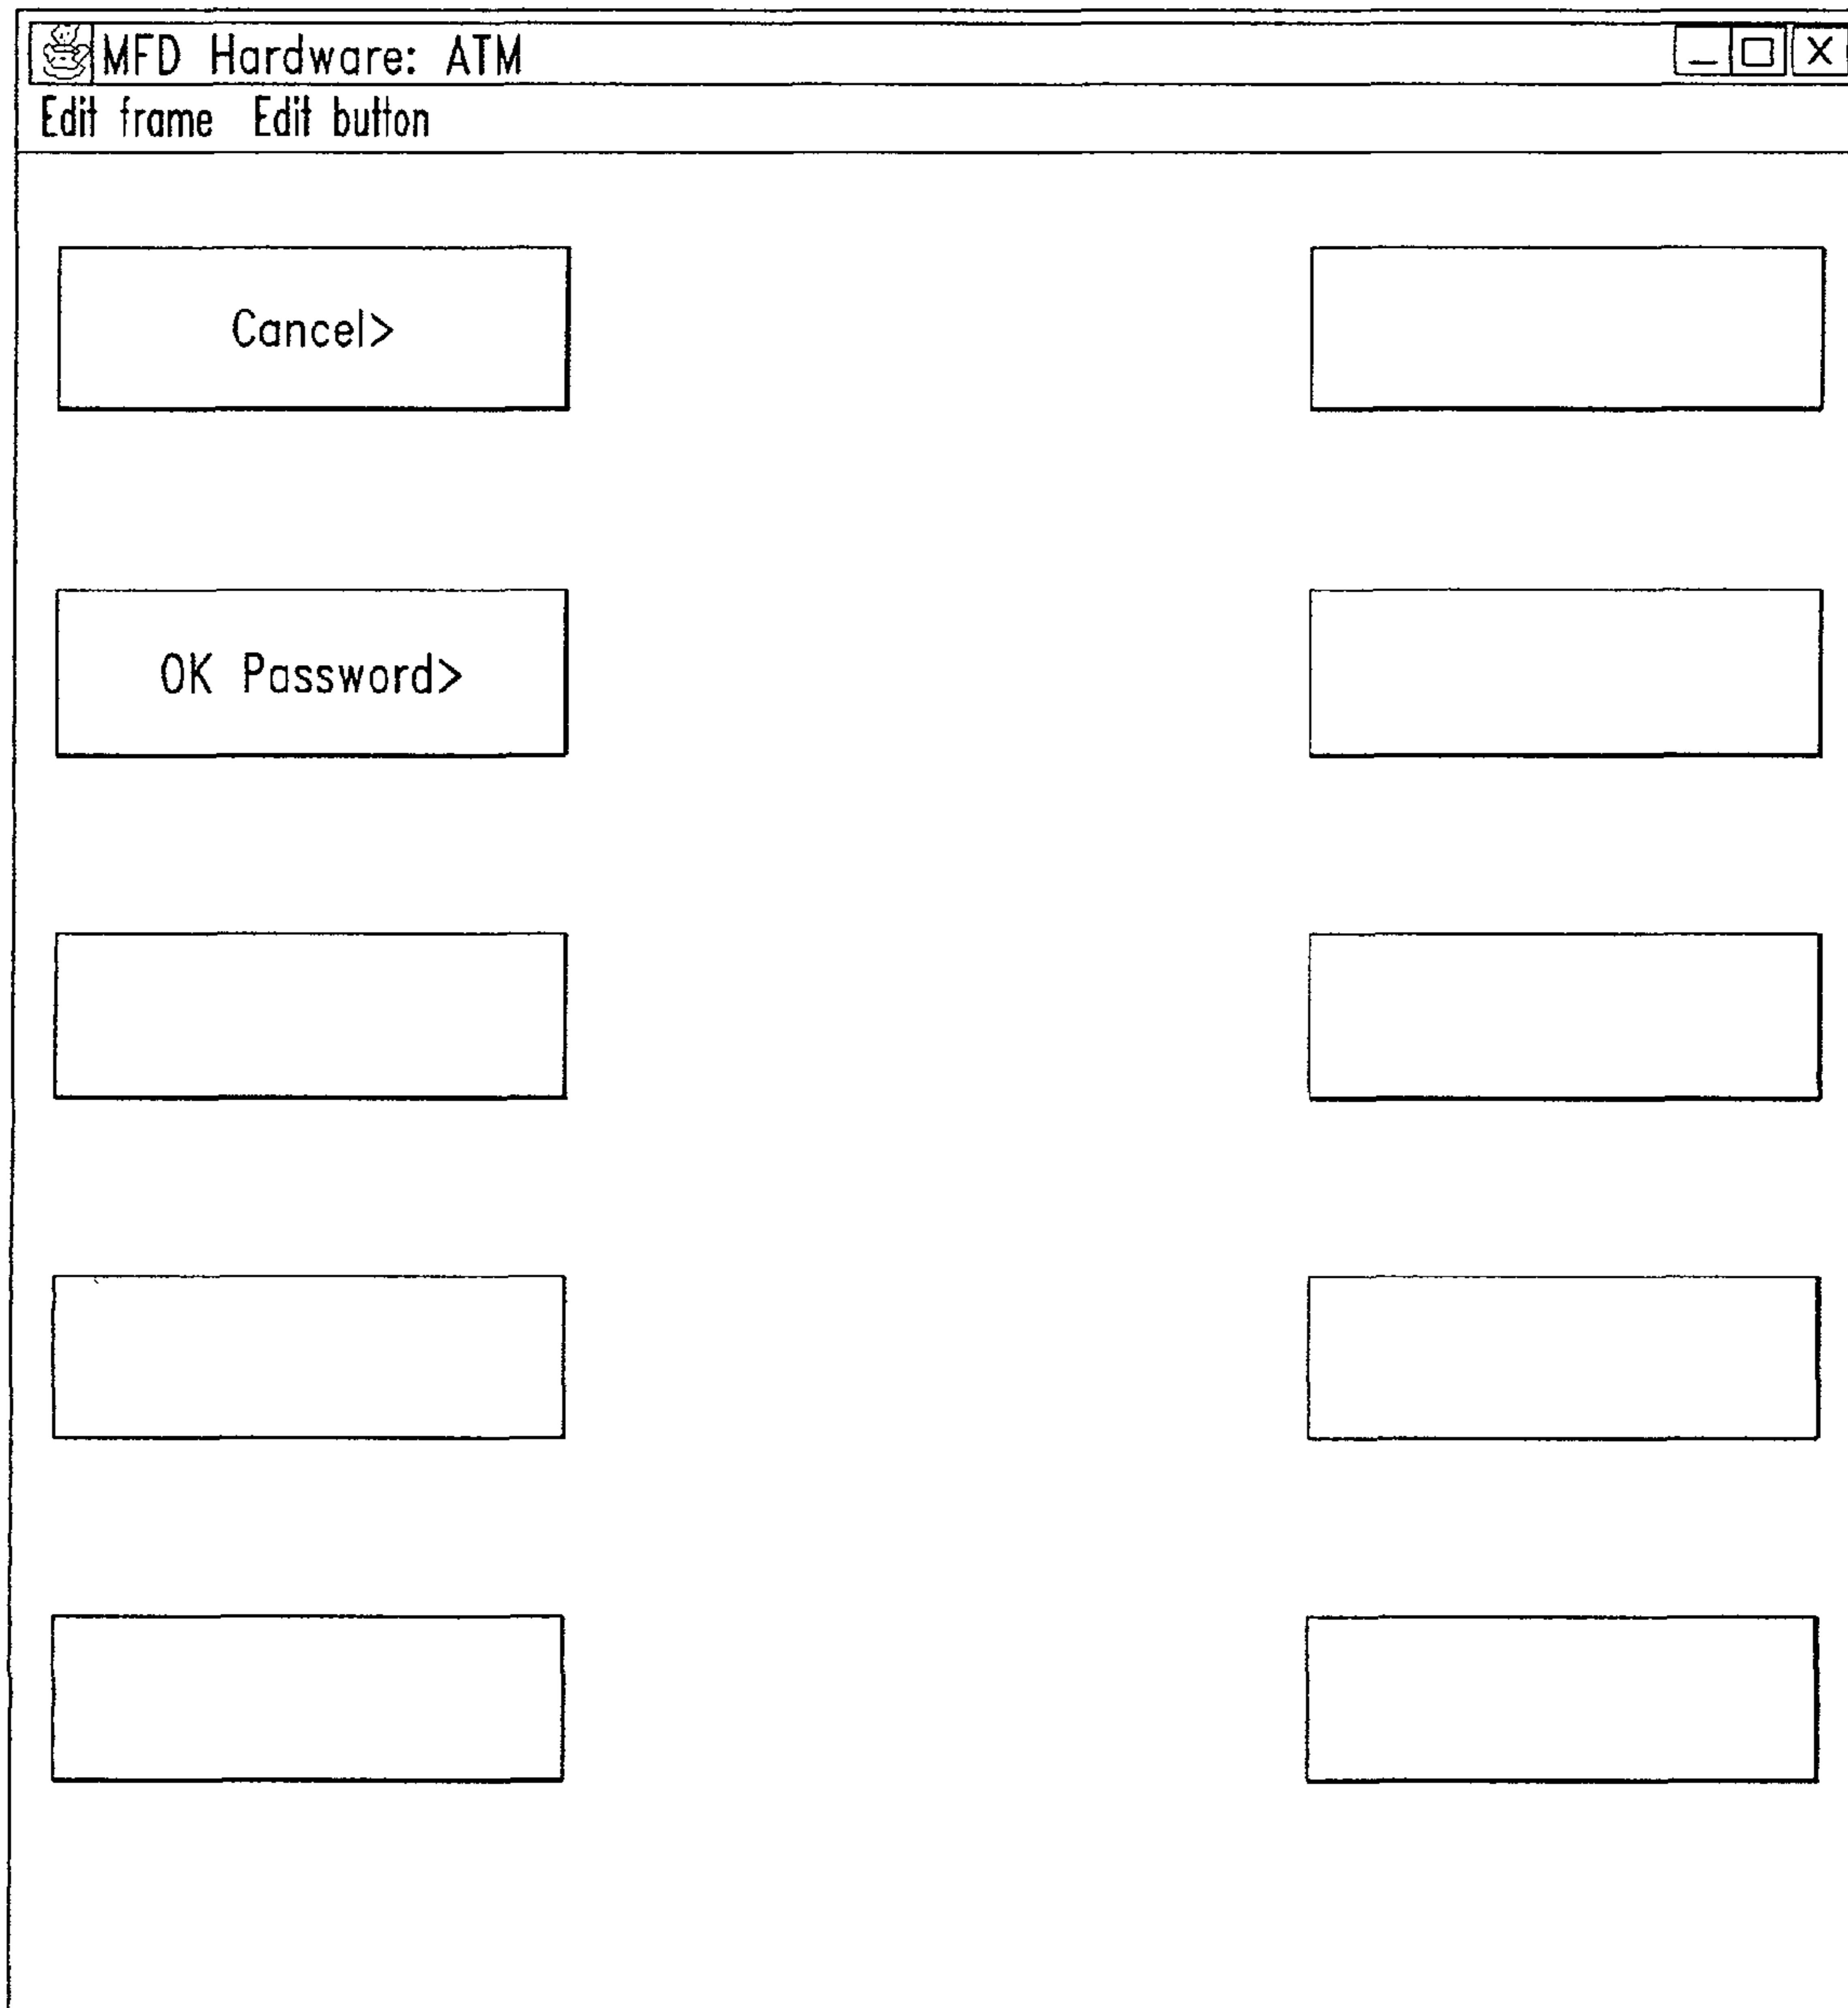 MFD Hardware: ATM
Edit frame Edit button
Cancel>
OK Password>